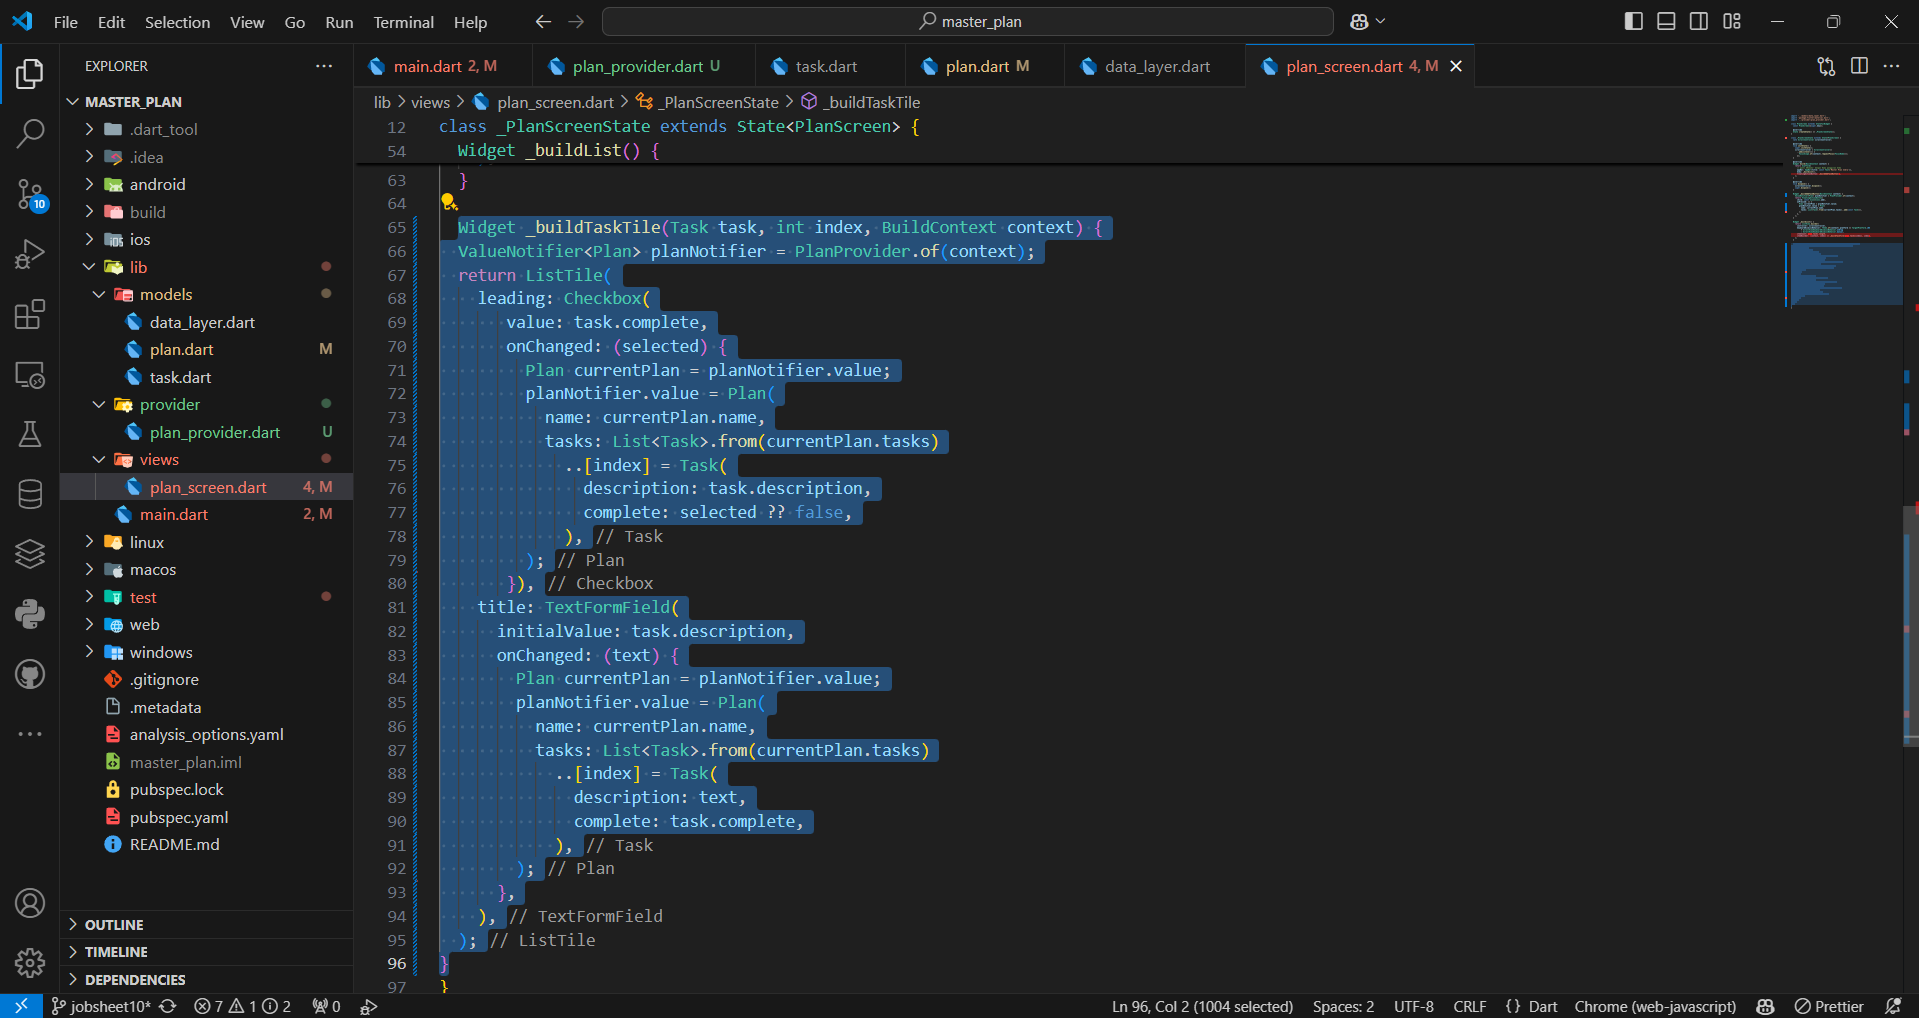 File Edit Selection View Go Run Terminal Help
master_plan
EXPLORER
MASTER_PLAN
.dart_tool
.idea
android
build
ios
lib
models
data_layer.dart
plan.dart M
task.dart
provider
plan_provider.dart U
views
plan_screen.dart 4, M
main.dart 2, M
linux
macos
test
web
windows
.gitignore
.metadata
analysis_options.yaml
master_plan.iml
pubspec.lock
pubspec.yaml
README.md
OUTLINE
TIMELINE
DEPENDENCIES
10
main.dart 2, M
plan_provider.dart U
task.dart
plan.dart M
data_layer.dart
plan_screen.dart 4, M
lib > views > plan_screen.dart > _PlanScreenState > _buildTaskTile
12 class _PlanScreenState extends State<PlanScreen> {
54 Widget _buildList() {
63 }
64
65 Widget _buildTaskTile(Task task, int index, BuildContext context) {
66 ValueNotifier<Plan> planNotifier = PlanProvider.of(context);
67 return ListTile(
68 leading: Checkbox(
69 value: task.complete,
70 onChanged: (selected) {
71 Plan currentPlan = planNotifier.value;
72 planNotifier.value = Plan(
73 name: currentPlan.name,
74 tasks: List<Task>.from(currentPlan.tasks)
75 ..[index] = Task(
76 description: task.description,
77 complete: selected ?? false,
78 ), // Task
79 ); // Plan
80 }), // Checkbox
81 title: TextFormField(
82 initialValue: task.description,
83 onChanged: (text) {
84 Plan currentPlan = planNotifier.value;
85 planNotifier.value = Plan(
86 name: currentPlan.name,
87 tasks: List<Task>.from(currentPlan.tasks)
88 ..[index] = Task(
89 description: text,
90 complete: task.complete,
91 ), // Task
92 ); // Plan
93 },
94 ), // TextFormField
95 ); // ListTile
96 }
97 }
jobsheet10* 7 1 2 0 Ln 96, Col 2 (1004 selected) Spaces: 2 UTF-8 CRLF {} Dart Chrome (web-javascript) Prettier